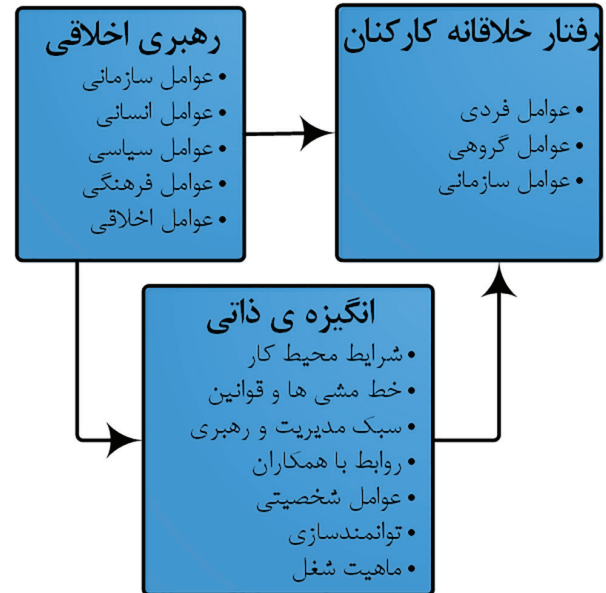 رهبری اخلاقی
• عوامل سازمانی
• عوامل انسانی
• عوامل سیاسی
• عوامل فرهنگی
• عوامل اخلاقی
رفتار خلاقانه کارکنان
• عوامل فردی
• عوامل گروهی
• عوامل سازمانی
انگیزه ی ذاتی
• شرایط محیط کار
• خط مشی ها و قوانین
• سبک مدیریت و رهبری
• روابط با همکاران
• عوامل شخصیتی
• توانمندسازی
• ماهیت شغل